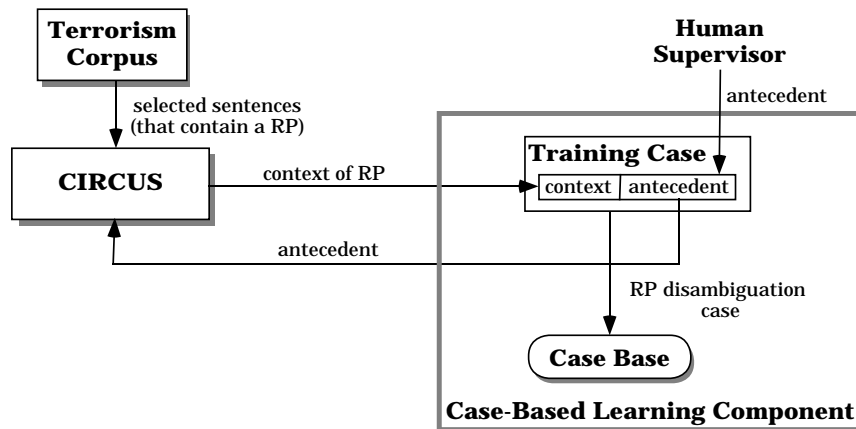 Terrorism
Corpus
Human
Supervisor
selected sentences
(that contain a RP)
antecedent
CIRCUS
context of RP
Training Case
context
antecedent
antecedent
RP disambiguation
case
Case Base
Case-Based Learning Component